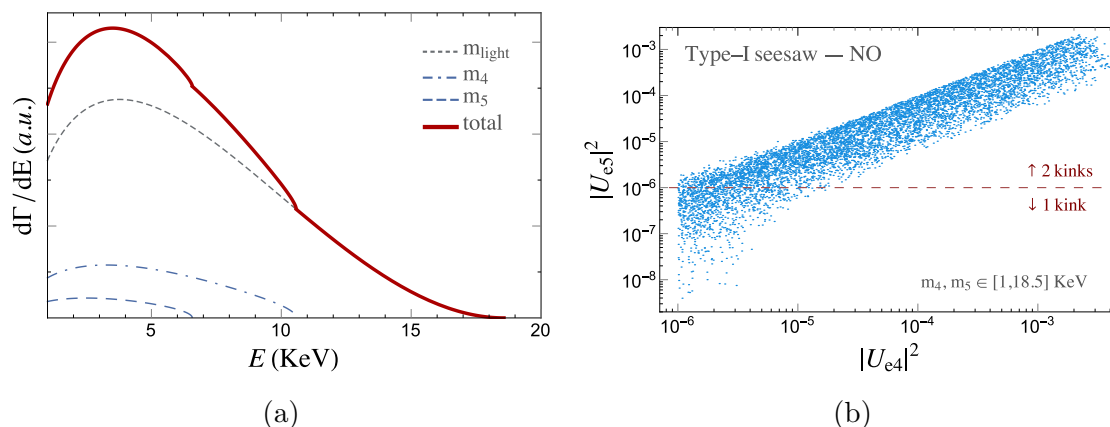 dΓ / dE (a.u.)
m_light
m_4
m_5
total
5
10
15
20
E (KeV)
(a)
|U_e5|^2
10^-3
10^-4
10^-5
10^-6
10^-7
10^-8
Type–I seesaw — NO
↑ 2 kinks
↓ 1 kink
m_4, m_5 ∈ [1,18.5] KeV
10^-6
10^-5
10^-4
10^-3
|U_e4|^2
(b)